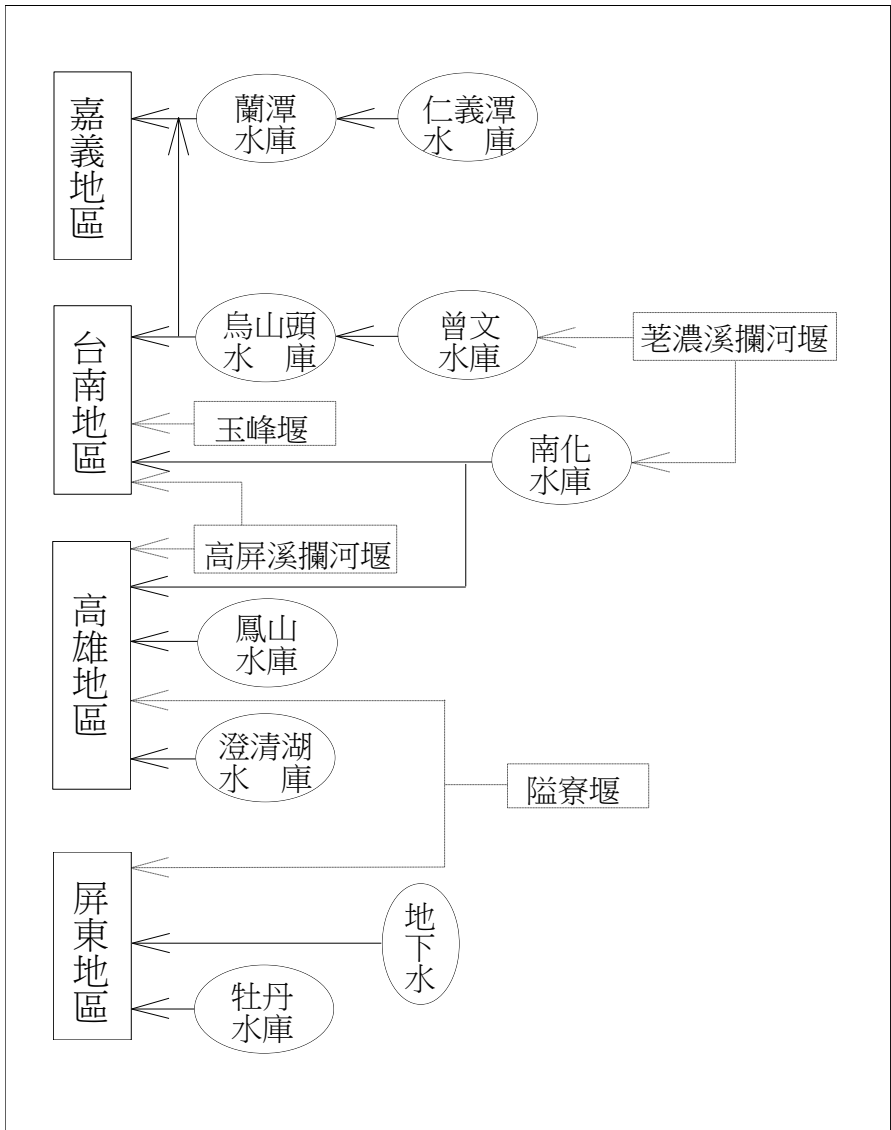 嘉義地區
蘭潭
水庫
仁義潭
水　庫
台南地區
烏山頭
水　庫
曾文
水庫
荖濃溪攔河堰
玉峰堰
南化
水庫
高屏溪攔河堰
高雄地區
鳳山
水庫
澄清湖
水　庫
隘寮堰
屏東地區
地下水
牡丹
水庫